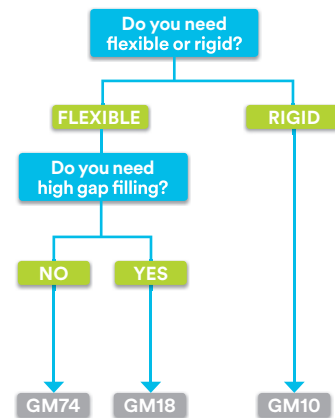 Do you need
flexible or rigid?
FLEXIBLE
RIGID
Do you need
high gap filling?
NO
YES
GM74
GM18
GM10